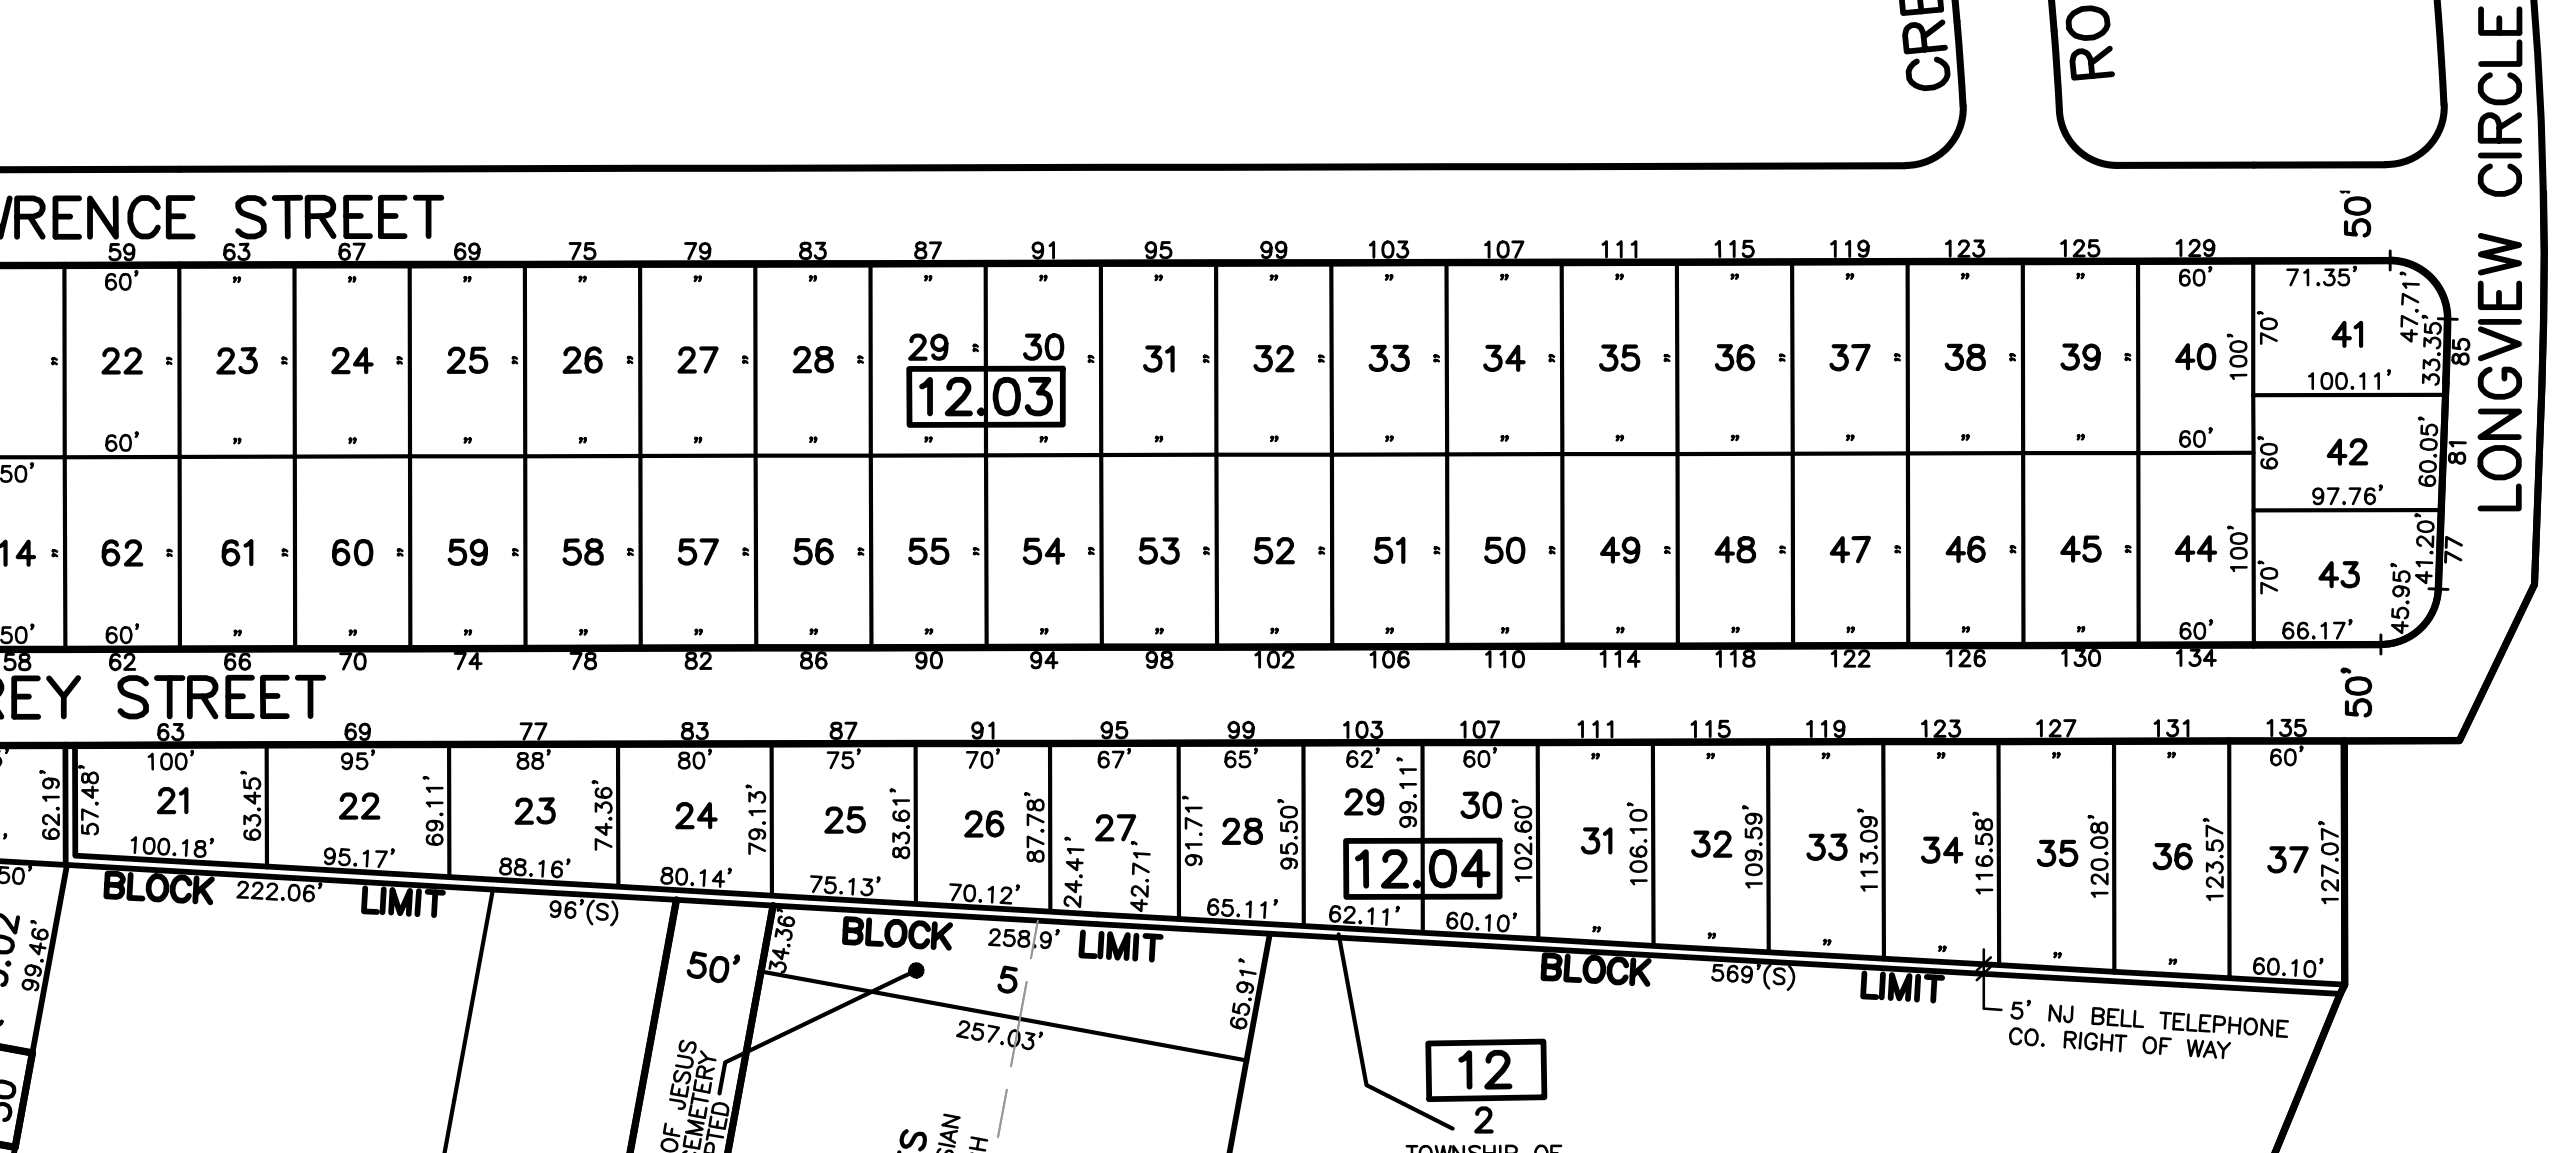 LONGVIEW CIRCLE
STREET
50'
59 63 67 69 75 79 83 87 91 95 99 103 107 111 115 119 123 125 129
60' " " " " " " " " " " " " " " " " " 60' 71.35'
47.71'
" 22 " 23 " 24 " 25 " 26 " 27 " 28 " 29 " 30 " 31 " 32 " 33 " 34 " 35 " 36 " 37 " 38 " 39 " 40 100' 70' 41 33.35' 85
12.03
100.11'
60' " " " " " " " " " " " " " " " " " 60'
60' 42 60.05' 81
50'
97.76'
14 " 62 " 61 " 60 " 59 " 58 " 57 " 56 " 55 " 54 " 53 " 52 " 51 " 50 " 49 " 48 " 47 " 46 " 45 " 44 100' 70' 43 41.20' 77
45.95'
50' 60' " " " " " " " " " " " " " " " " " 60' 66.17'
58 62 66 70 74 78 82 86 90 94 98 102 106 110 114 118 122 126 130 134
STREET
50'
63 69 77 83 87 91 95 99 103 107 111 115 119 123 127 131 135
100' 95' 88' 80' 75' 70' 67' 65' 62' 60' " " " " " " 60'
62.19' 57.48' 21 63.45' 22 69.11' 23 74.36' 24 79.13' 25 83.61' 26 87.78' 27 91.71' 28 95.50' 29 99.11' 30 102.60' 31 106.10' 32 109.59' 33 113.09' 34 116.58' 35 120.08' 36 123.57' 37 127.07'
24.41' 42.71'
12.04
100.18' 95.17' 88.16' 80.14' 75.13' 70.12' 65.11' 62.11' 60.10' " " " " " " 60.10'
50'
BLOCK 222.06' LIMIT 96'(S)
BLOCK 258.9' LIMIT
BLOCK 569'(S) LIMIT
99.46'
50' 34.36' 5 65.91'
257.03'
5' NJ BELL TELEPHONE
CO. RIGHT OF WAY
12
2
TOWNSHIP OF
OF JESUS